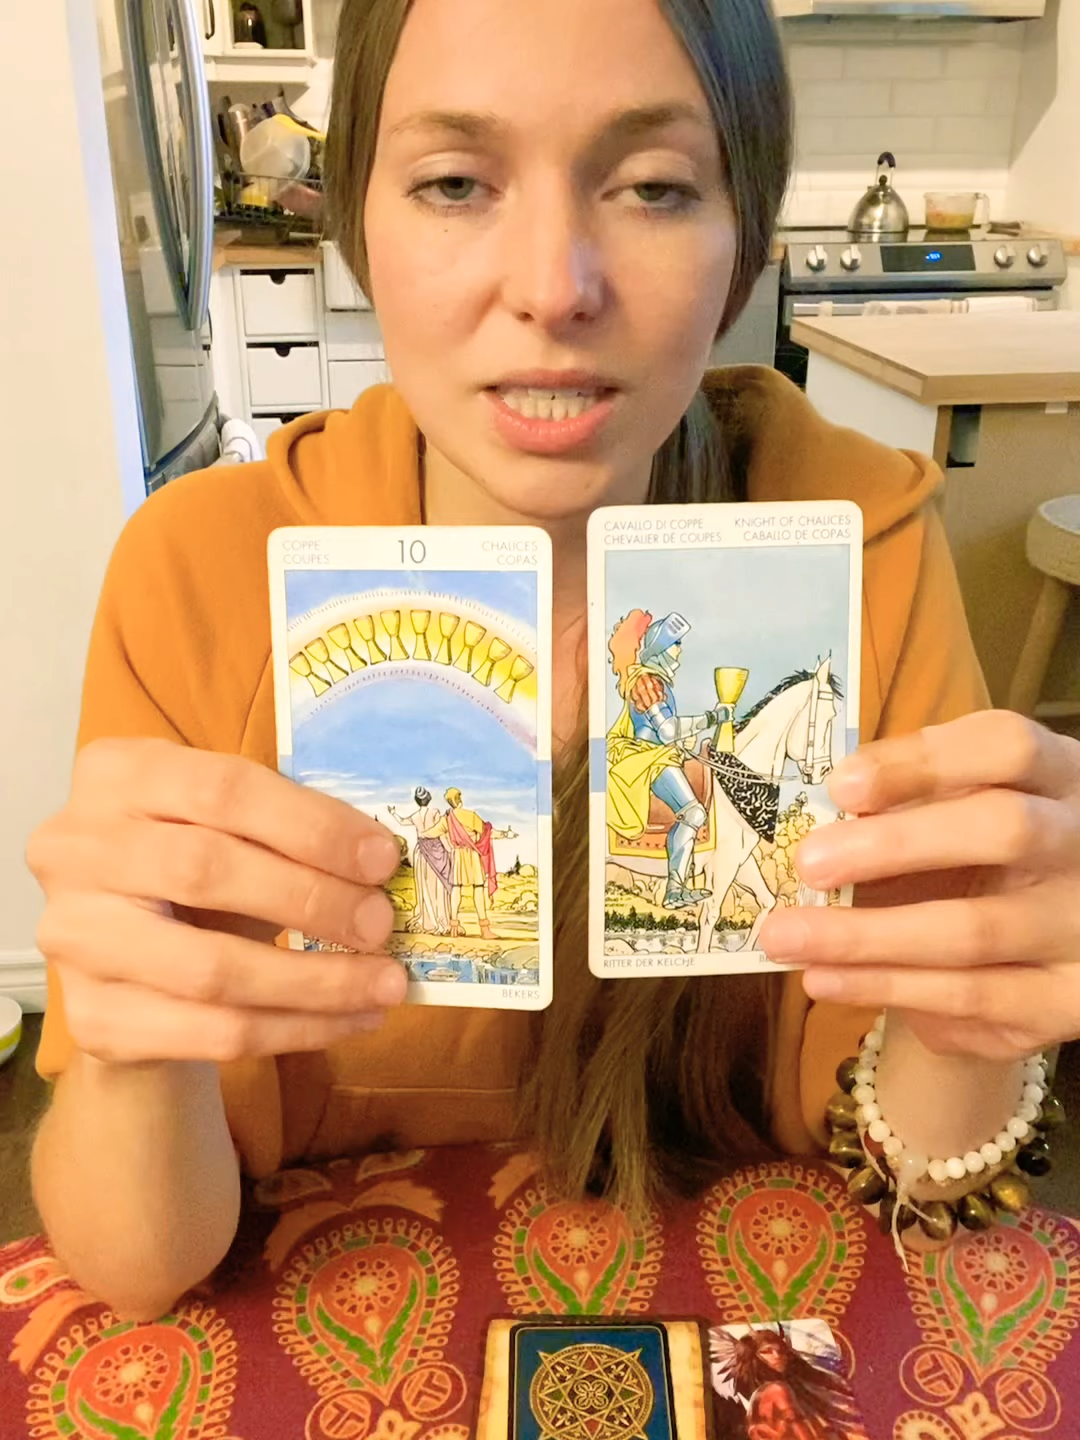 COPPE
COUPES
10
CHALICES
COPAS
BEKERS
CAVALLO DI COPPE
CHEVALIER DE COUPES
KNIGHT OF CHALICES
CABALLO DE COPAS
RITTER DER KELCHE